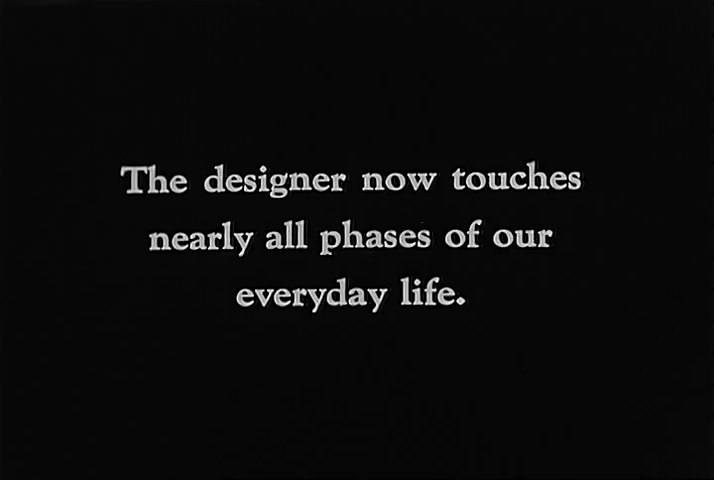 The designer now touches
nearly all phases of our
everyday life.